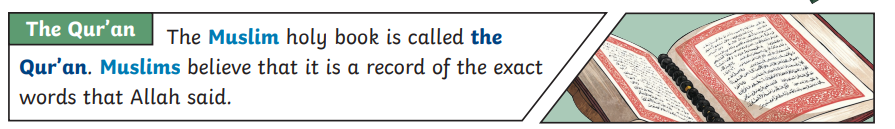 The Qur'an
The Muslim holy book is called the
Qur'an. Muslims believe that it is a record of the exact
words that Allah said.